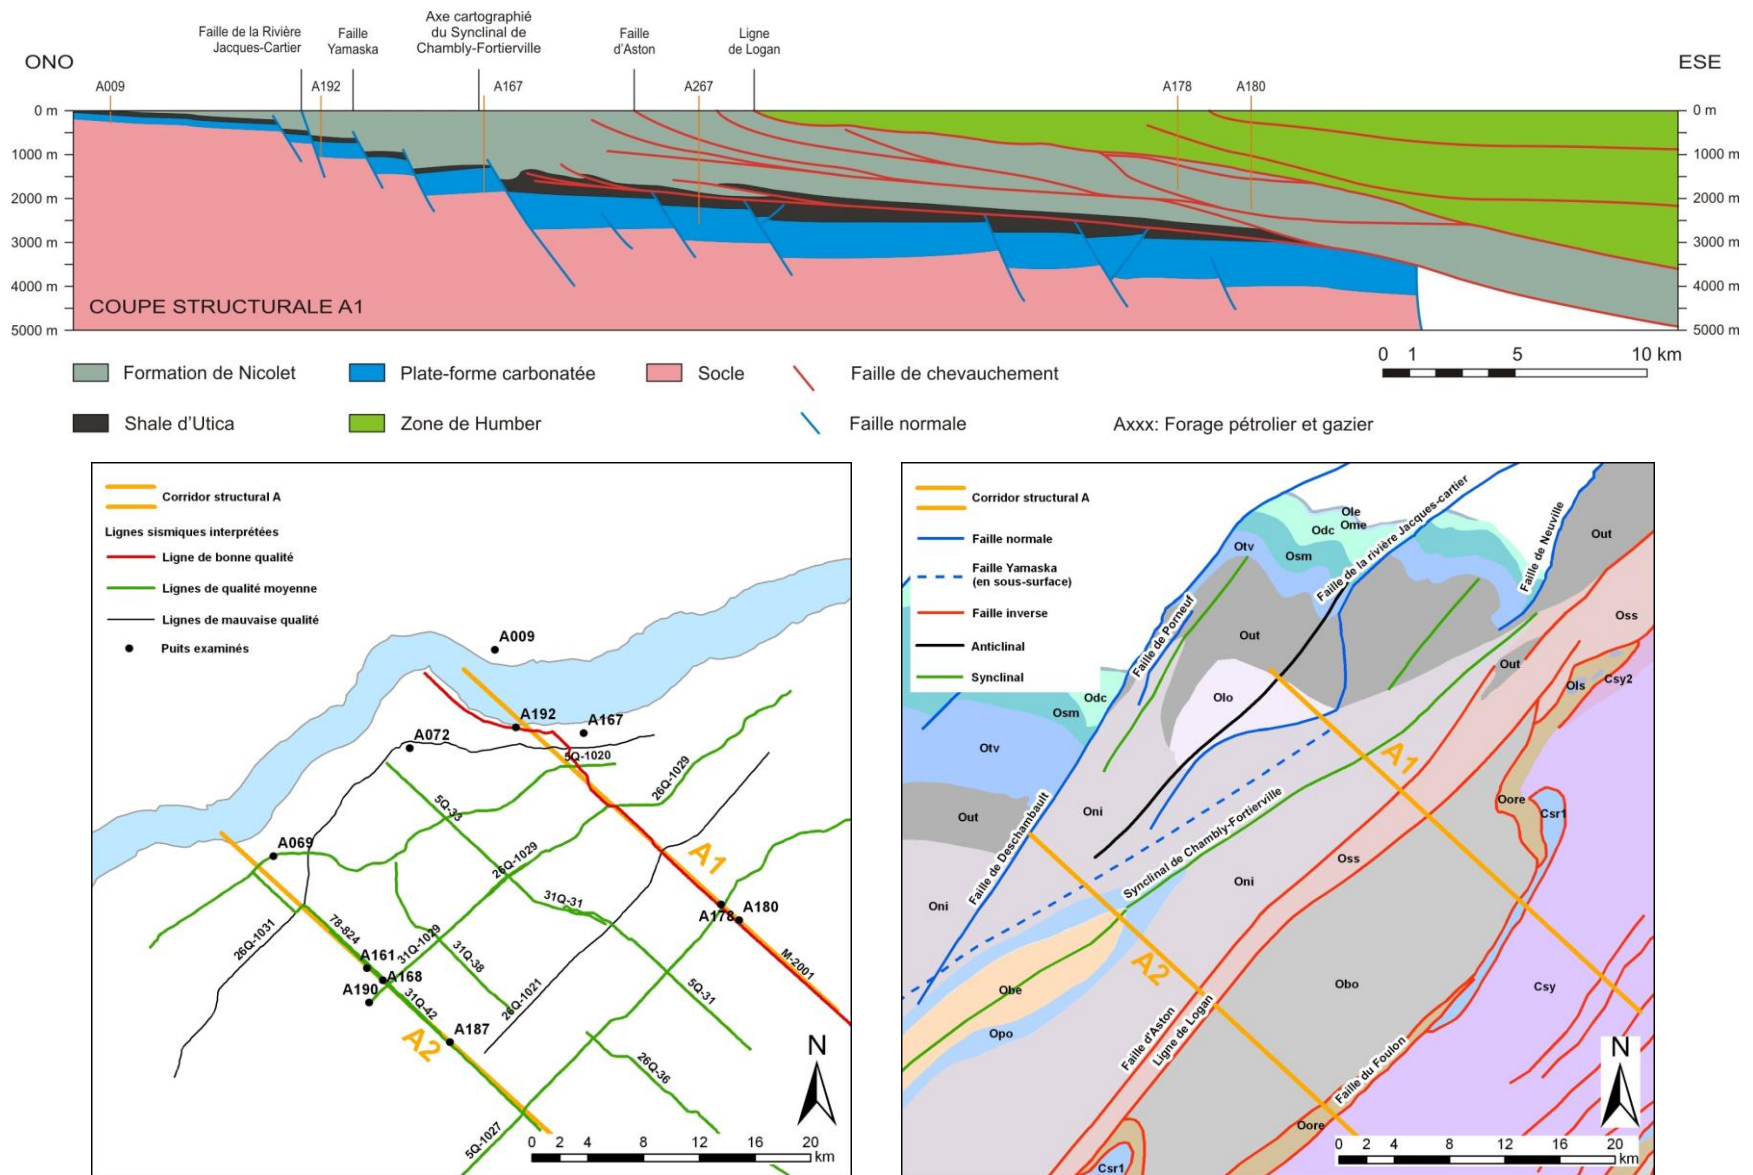 Faille de la Rivière
Jacques-Cartier
Faille
Yamaska
Axe cartographié
du Synclinal de
Chambly-Fortierville
Faille
d'Aston
Ligne
de Logan
ONO
ESE
A009
A192
A167
A267
A178
A180
0 m
1000 m
2000 m
3000 m
4000 m
5000 m
0 m
1000 m
2000 m
3000 m
4000 m
5000 m
COUPE STRUCTURALE A1
Formation de Nicolet
Plate-forme carbonatée
Socle
Faille de chevauchement
0 1 5 10 km
Shale d'Utica
Zone de Humber
Faille normale
Axxx: Forage pétrolier et gazier
Corridor structural A
Lignes sismiques interprétées
Ligne de bonne qualité
Lignes de qualité moyenne
Lignes de mauvaise qualité
Puits examinés
A009
A192
A167
A072
5Q-1020
26Q-1029
5Q-33
A069
26Q-1029
A1
31Q-31
A180
A178
78-824
26Q-1031
A161
31Q-1029
31Q-38
M-2001
A168
A190
31Q-42
26Q-1021
5Q-31
A187
A2
26Q-36
5Q-1027
N
0 2 4 8 12 16 20
km
Corridor structural A
Faille normale
Faille Yamaska
(en sous-surface)
Faille inverse
Anticlinal
Synclinal
Ole
Ome
Odc
Otv
Osm
Faille de la rivière Jacques-cartier
Faille de Neuville
Out
Oss
Out
Faille de Porneuf
Out
Ols
Csy2
Olo
Odc
Osm
Otv
A1
Oore
Csr1
Out
Oni
Faille de Deschambault
Synclinal de Chambly-Fortierville
Oss
Oni
Oni
A2
Obe
Obo
Csy
Opo
Faille d'Aston
Ligne de Logan
Faille du Foulon
Oore
Csr1
N
0 2 4 8 12 16 20
km